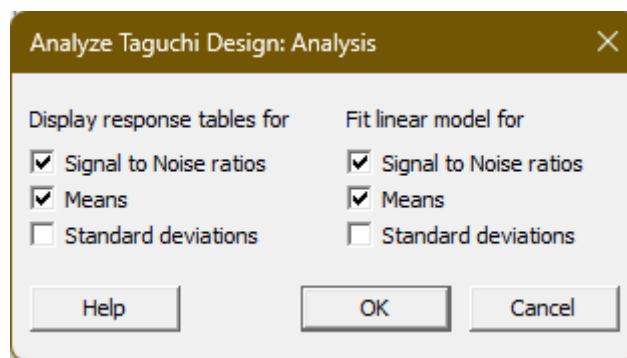 Analyze Taguchi Design: Analysis
Display response tables for
Signal to Noise ratios
Means
Standard deviations
Fit linear model for
Signal to Noise ratios
Means
Standard deviations
Help
OK
Cancel